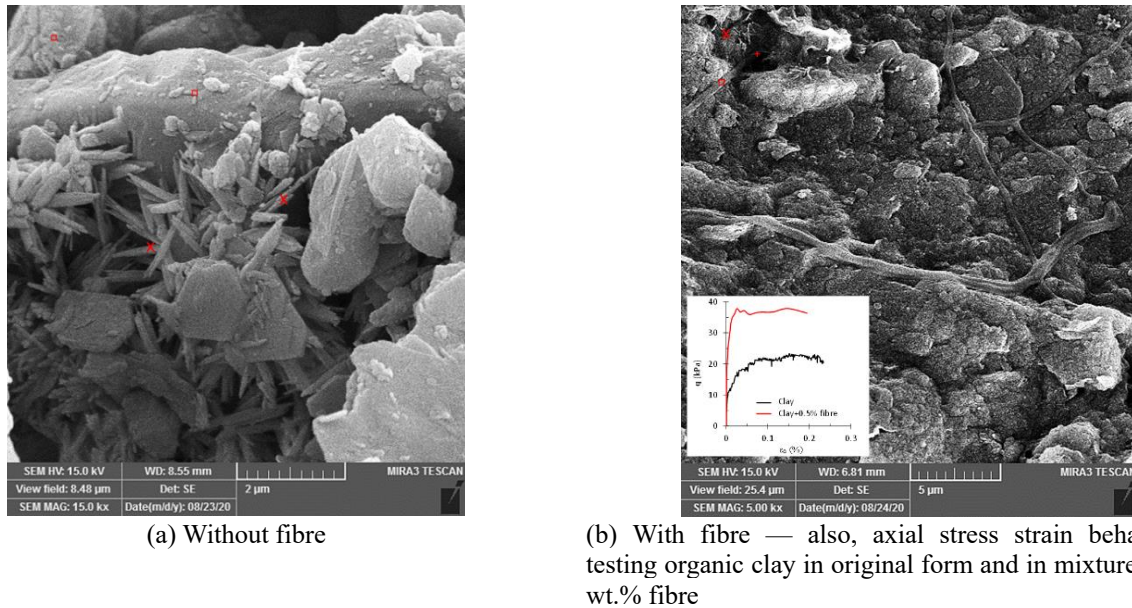 SEM HV: 15.0 kV
WD: 8.55 mm
MIRA3 TESCAN
View field: 8.48 µm
Det: SE
2 µm
SEM MAG: 15.0 kx
Date(m/d/y): 08/23/20
(a) Without fibre
40
30
20
10
0
q (kPa)
Clay
Clay+0.5% fibre
0
0.1
0.2
0.3
εₐ (%)
SEM HV: 15.0 kV
WD: 6.81 mm
MIRA3 TESCAN
View field: 25.4 µm
Det: SE
5 µm
SEM MAG: 5.00 kx
Date(m/d/y): 08/24/20
(b) With fibre — also, axial stress strain beha
testing organic clay in original form and in mixture
wt.% fibre